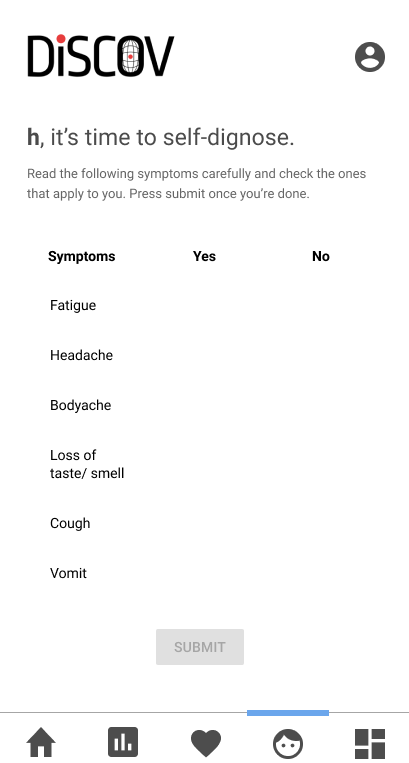 DiSCOV
h, it's time to self-dignose.
Read the following symptoms carefully and check the ones
that apply to you. Press submit once you're done.
Symptoms Yes No
Fatigue
Headache
Bodyache
Loss of
taste/ smell
Cough
Vomit
SUBMIT